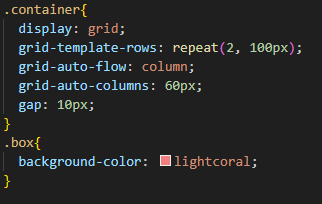 .container{
  display: grid;
  grid-template-rows: repeat(2, 100px);
  grid-auto-flow: column;
  grid-auto-columns: 60px;
  gap: 10px;
}
.box{
  background-color: lightcoral;
}